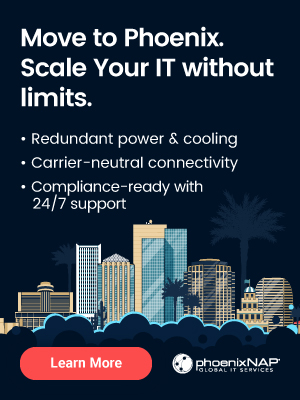 Move to Phoenix.
Scale Your IT without
limits.
• Redundant power & cooling
• Carrier-neutral connectivity
• Compliance-ready with
24/7 support
Learn More
phoenixNAP
GLOBAL IT SERVICES